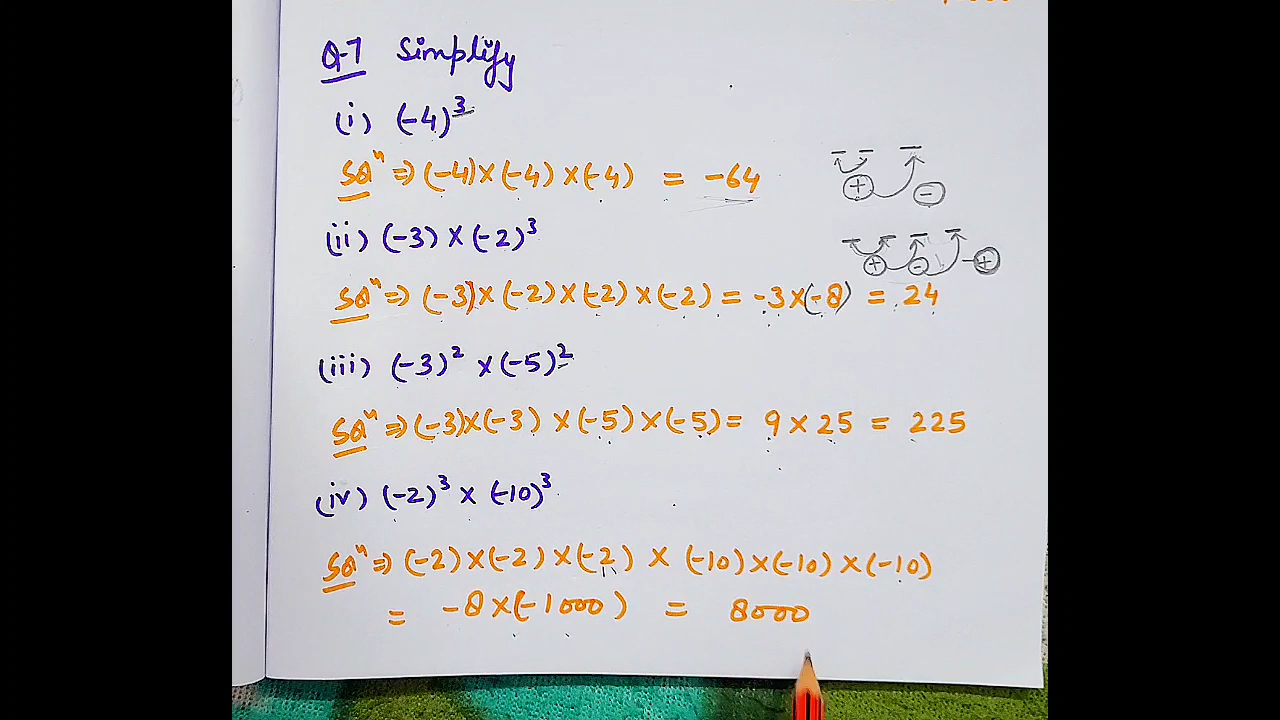 Q-7 Simplify
(i) (-4)³
Solⁿ ⇒ (-4)×(-4)×(-4) = -64
(ii) (-3)×(-2)³
Solⁿ ⇒ (-3)×(-2)×(-2)×(-2) = -3×(-8) = 24
(iii) (-3)² ×(-5)²
Solⁿ ⇒ (-3)×(-3) ×(-5)×(-5) = 9×25 = 225
(iv) (-2)³ × (-10)³
Solⁿ ⇒ (-2)×(-2)×(-2) × (-10)×(-10)×(-10)
= -8×(-1000) = 8000